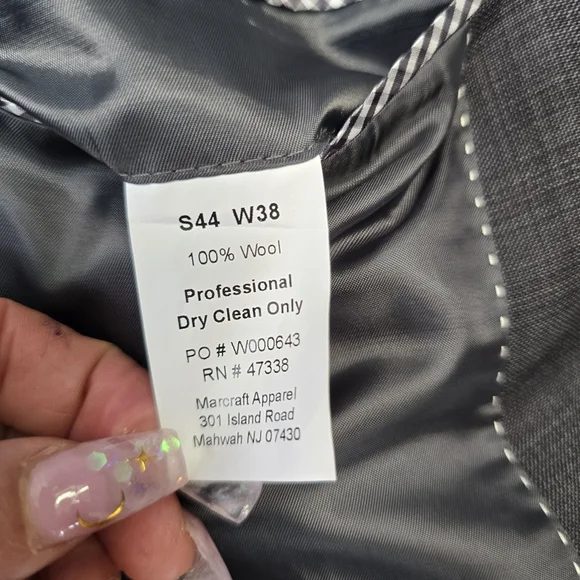 S44 W38
100% Wool
Professional
Dry Clean Only
PO # W000643
RN # 47338
Marcraft Apparel
301 Island Road
Mahwah NJ 07430